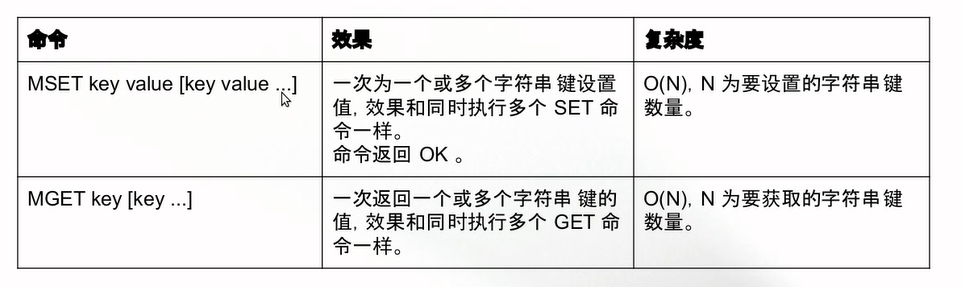 命令
效果
复杂度
MSET key value [key value ...]
一次为一个或多个字符串 键设置
值, 效果和同时执行多个 SET 命
令一样。
命令返回 OK 。
O(N), N 为要设置的字符串键
数量。
MGET key [key ...]
一次返回一个或多个字符串 键的
值, 效果和同时执行多个 GET 命
令一样。
O(N), N 为要获取的字符串键
数量。